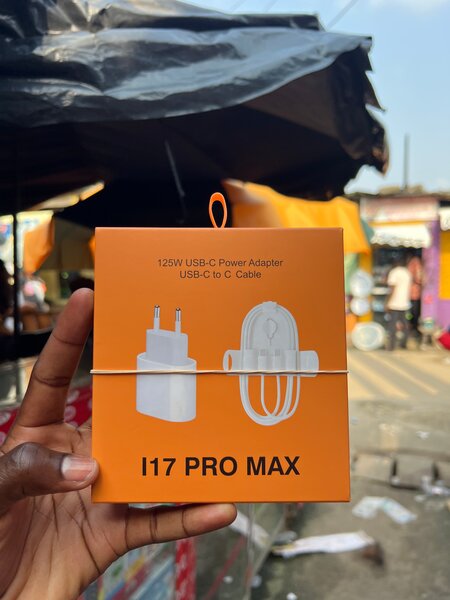 125W USB-C Power Adapter
USB-C to C Cable
I17 PRO MAX